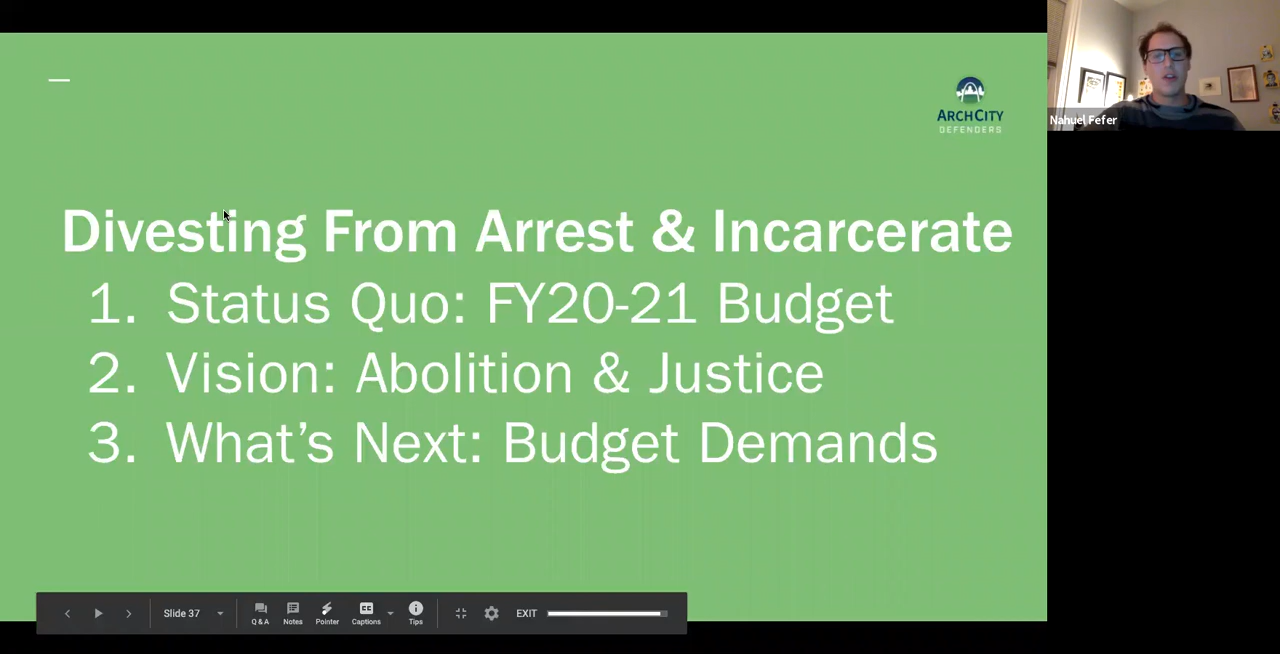 ARCHCITY
DEFENDERS
Nahuel Fefer
Divesting From Arrest & Incarcerate
1. Status Quo: FY20-21 Budget
2. Vision: Abolition & Justice
3. What’s Next: Budget Demands
Slide 37
Q & A
Notes
Pointer
CC
Captions
Tips
EXIT